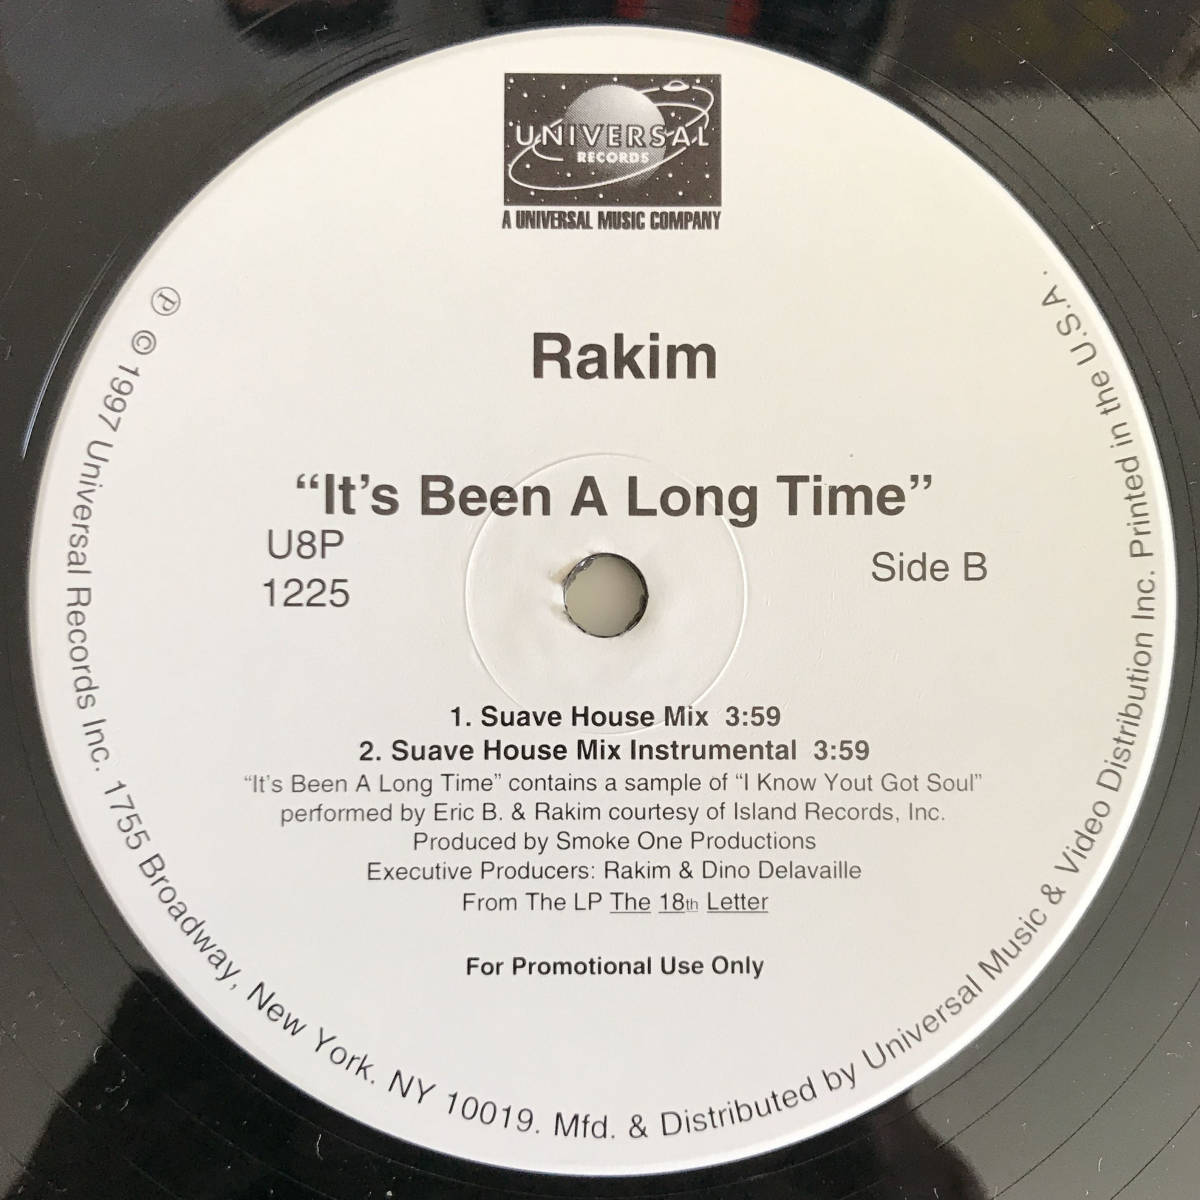 UNIVERSAL
RECORDS
A UNIVERSAL MUSIC COMPANY
Rakim
“It’s Been A Long Time”
U8P
1225
Side B
1. Suave House Mix 3:59
2. Suave House Mix Instrumental 3:59
“It’s Been A Long Time” contains a sample of “I Know Yout Got Soul”
performed by Eric B. & Rakim courtesy of Island Records, Inc.
Produced by Smoke One Productions
Executive Producers: Rakim & Dino Delavaille
From The LP The 18th Letter
For Promotional Use Only
℗ © 1997 Universal Records Inc. 1755 Broadway, New York. NY 10019. Mfd. & Distributed by Universal Music & Video Distribution Inc. Printed in the U.S.A.